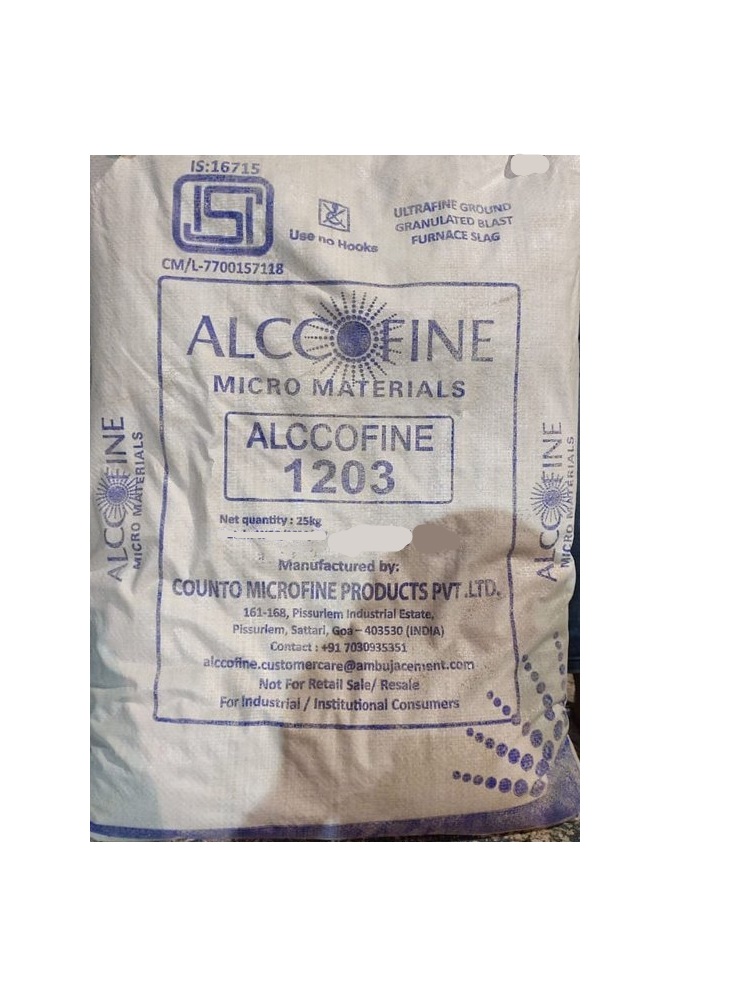 IS:16715
ISI
CM/L-7700157118
Use no Hooks
ULTRAFINE GROUND
GRANULATED BLAST
FURNACE SLAG
ALCCOFINE
MICRO MATERIALS
ALCCOFINE
1203
Net quantity : 25kg
Manufactured by:
COUNTO MICROFINE PRODUCTS PVT.LTD.
161-168, Pissurlem Industrial Estate,
Pissurlem, Sattari, Goa – 403530 (INDIA)
Contact : +91 7030935351
alccofine.customercare@ambujacement.com
Not For Retail Sale/ Resale
For Industrial / Institutional Consumers
ALCCOFINE
MICRO MATERIALS
ALCCOFINE
MICRO MATERIALS